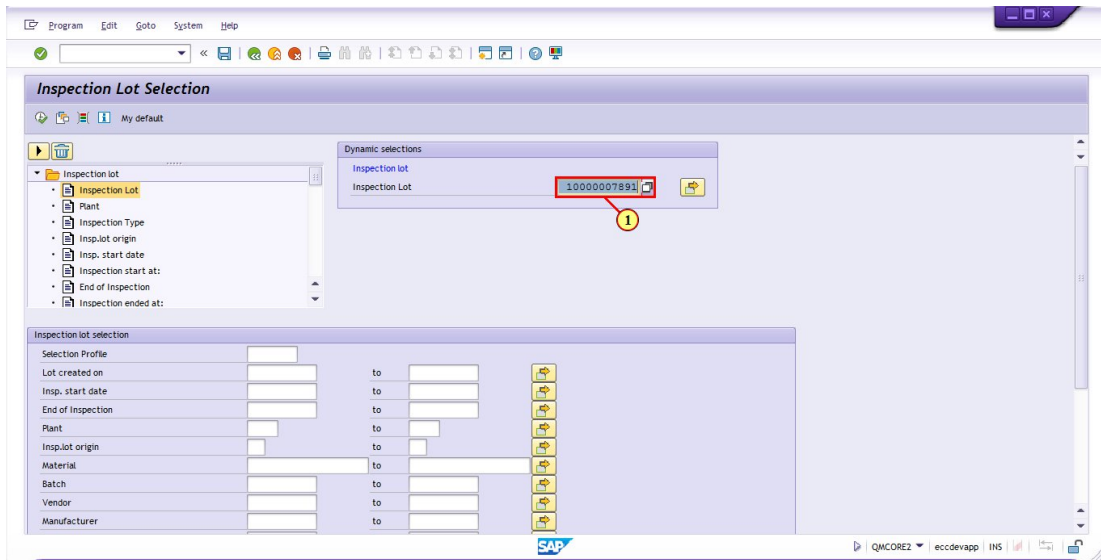 Program Edit Goto System Help
Inspection Lot Selection
My default
Dynamic selections
Inspection lot
Inspection Lot 10000007891
1
Inspection lot
Inspection Lot
Plant
Inspection Type
Insp.lot origin
Insp. start date
Inspection start at:
End of Inspection
Inspection ended at:
Inspection lot selection
Selection Profile
Lot created on to
Insp. start date to
End of Inspection to
Plant to
Insp.lot origin to
Material to
Batch to
Vendor to
Manufacturer to
SAP
QMCORE2 eccdevapp INS